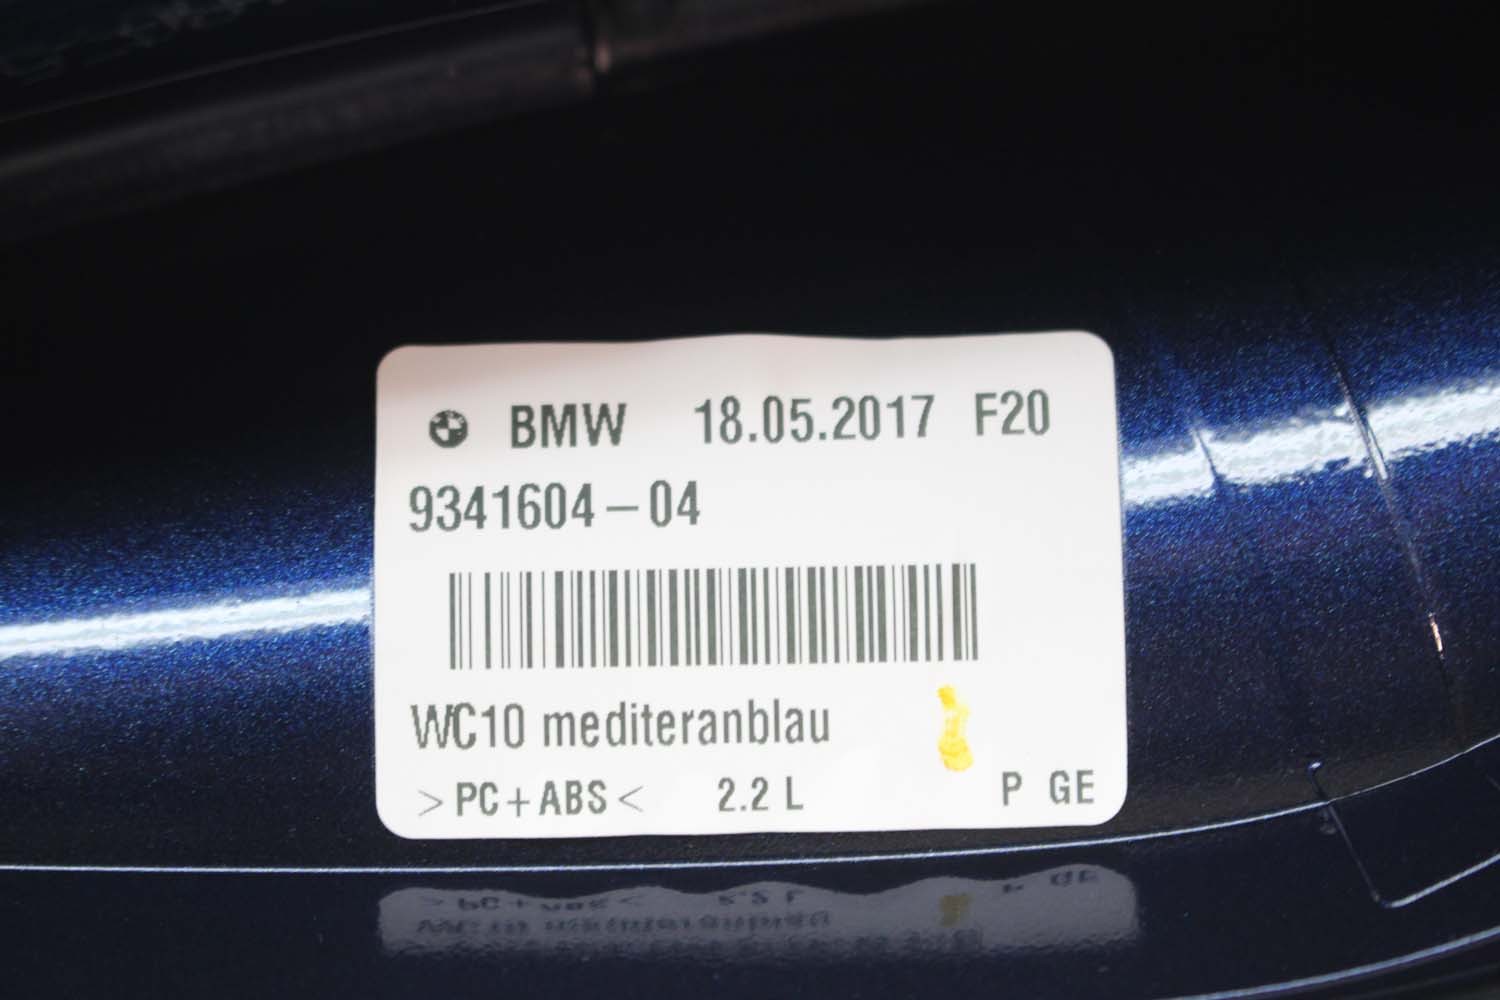 BMW 18.05.2017 F20
9341604-04
WC10 mediteranblau
>PC+ABS< 2.2 L P GE